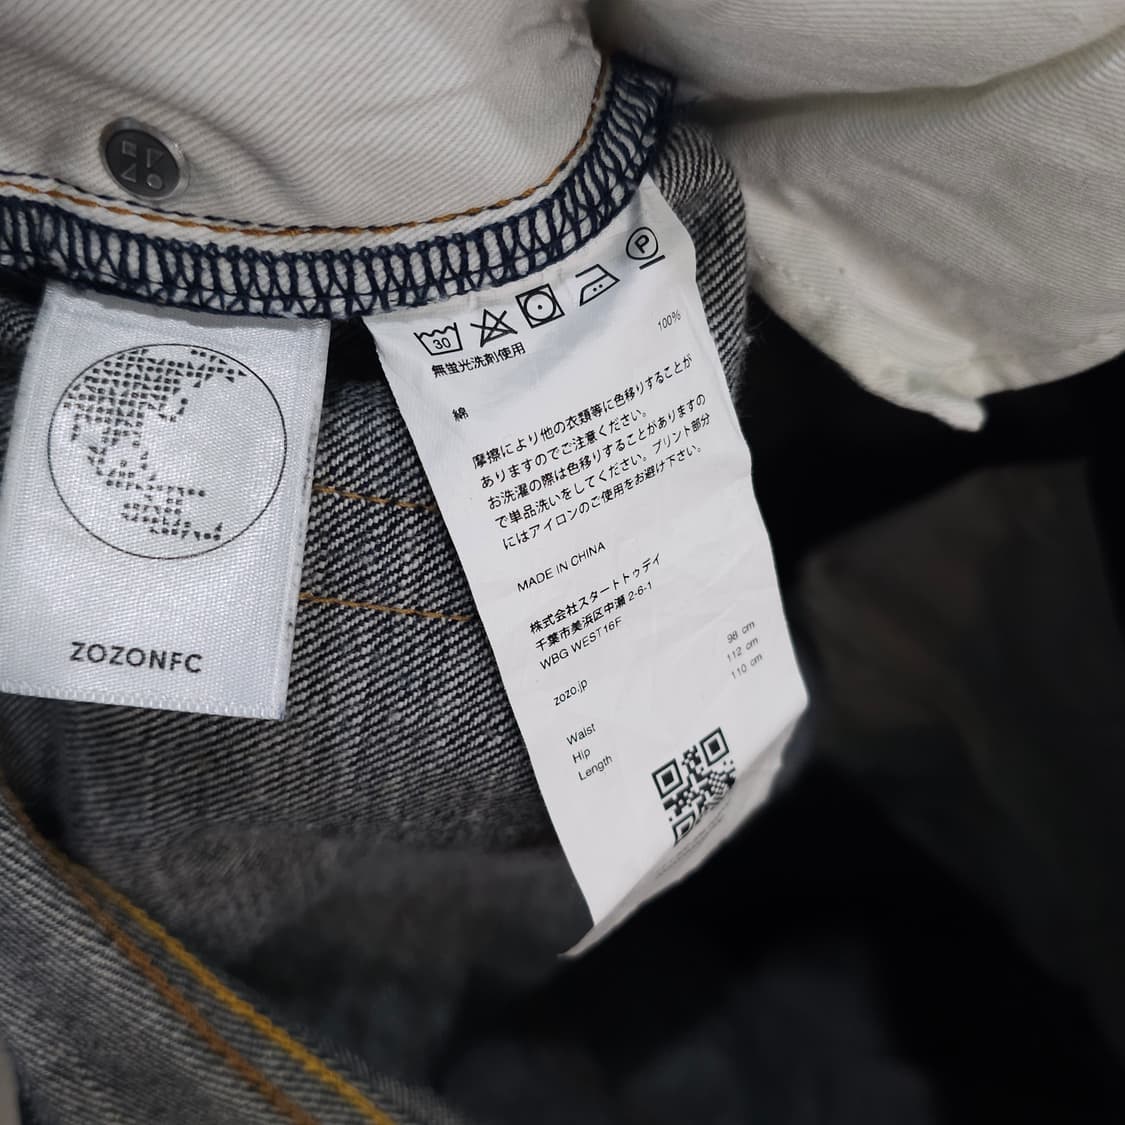 ZOZONFC
30
P
無蛍光洗剤使用
綿 100%
摩擦により他の衣類等に色移りすることが
ありますのでご注意ください。
お洗濯の際は色移りすることがありますの
で単品洗いをしてください。プリント部分
にはアイロンのご使用をお避け下さい。
MADE IN CHINA
株式会社スタートトゥデイ
千葉市美浜区中瀬 2-6-1
WBG WEST16F
zozo.jp
Waist 98 cm
Hip 112 cm
Length 110 cm